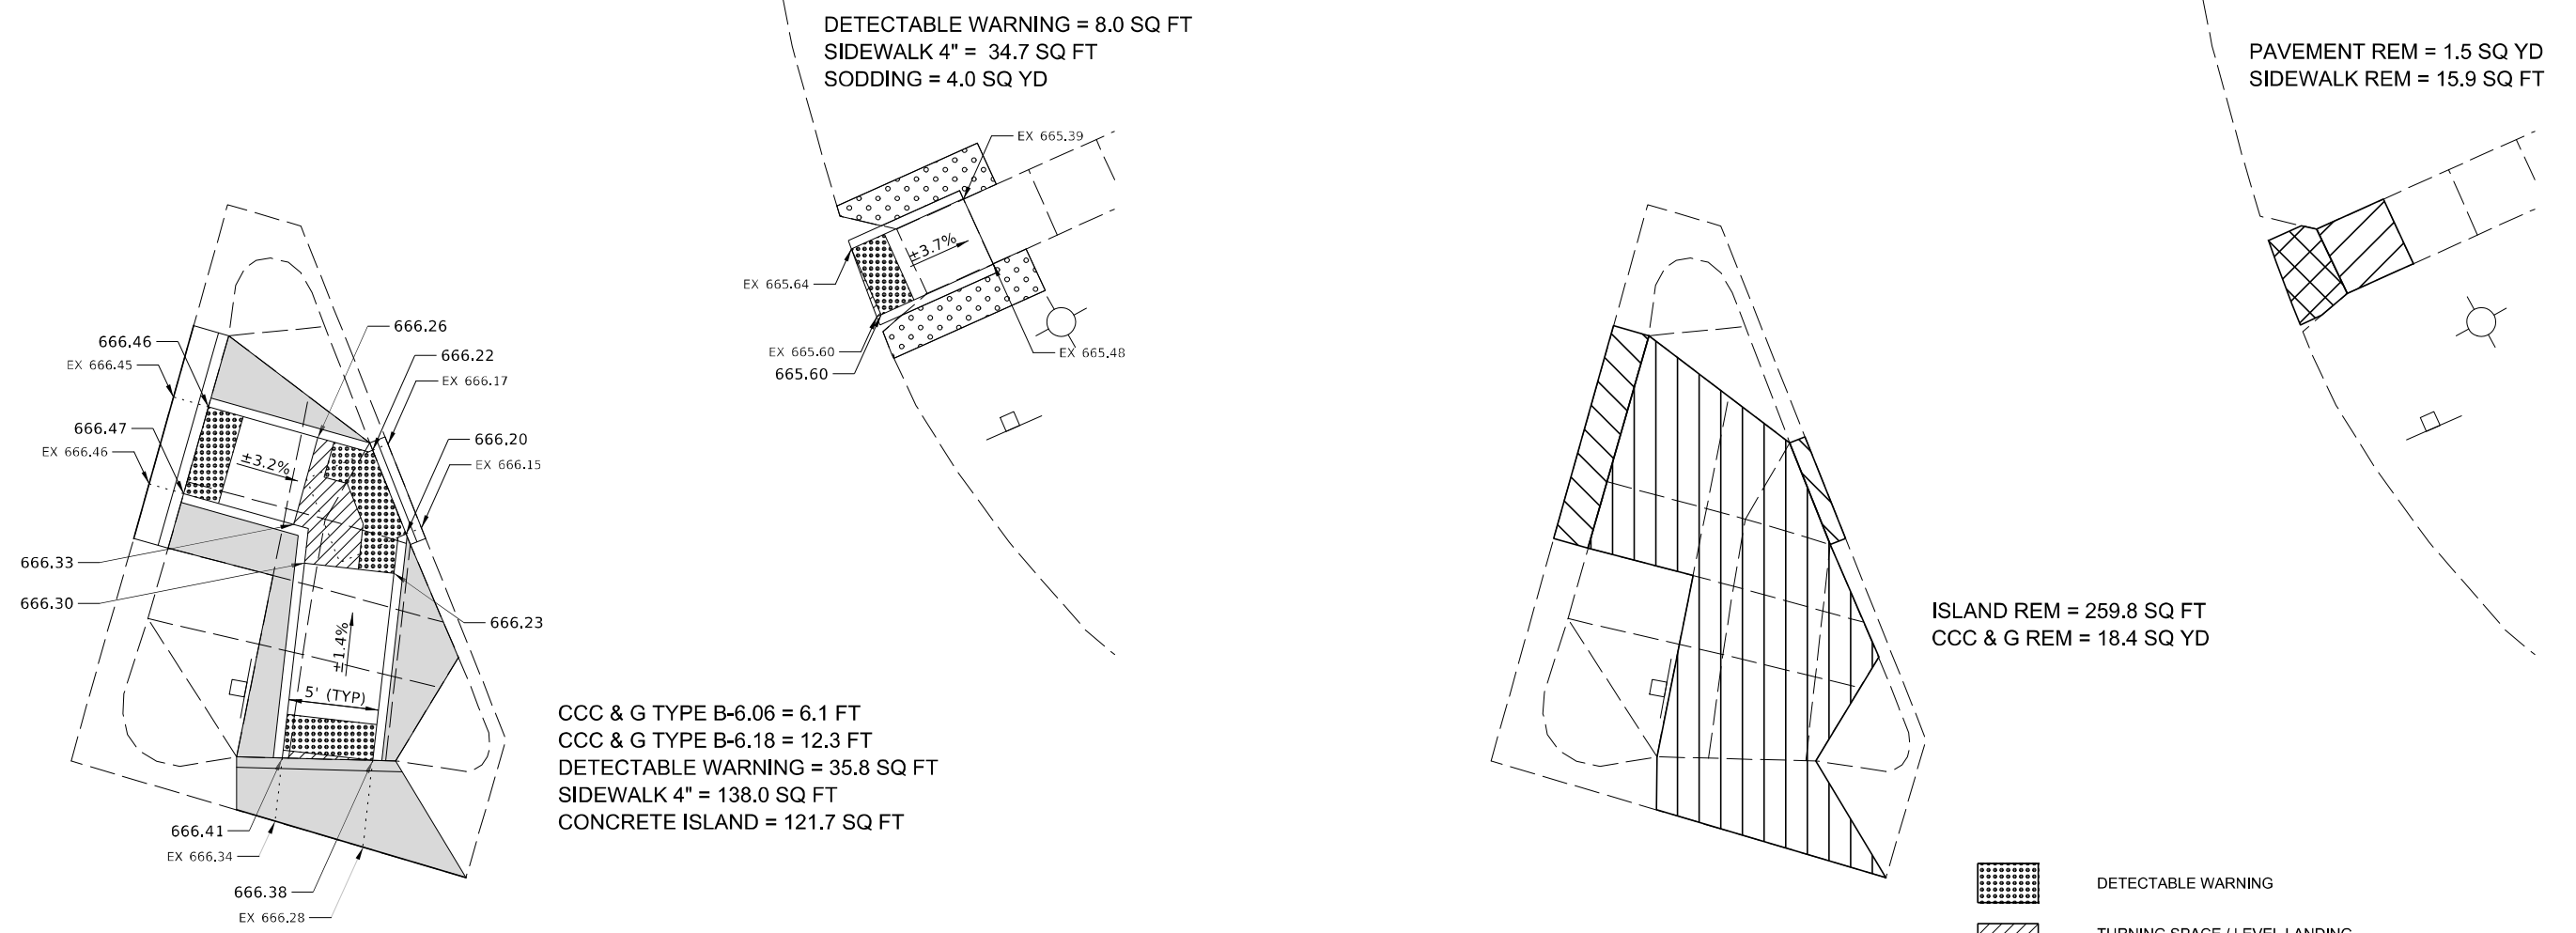 DETECTABLE WARNING = 8.0 SQ FT
SIDEWALK 4" = 34.7 SQ FT
SODDING = 4.0 SQ YD
PAVEMENT REM = 1.5 SQ YD
SIDEWALK REM = 15.9 SQ FT
EX 665.39
±3.7%
EX 665.64
EX 665.60
665.60
EX 665.48
666.46
EX 666.45
666.47
EX 666.46
666.26
666.22
EX 666.17
666.20
EX 666.15
±3.2%
666.33
666.30
666.23
±1.4%
5' (TYP)
666.41
EX 666.34
666.38
EX 666.28
CCC & G TYPE B-6.06 = 6.1 FT
CCC & G TYPE B-6.18 = 12.3 FT
DETECTABLE WARNING = 35.8 SQ FT
SIDEWALK 4" = 138.0 SQ FT
CONCRETE ISLAND = 121.7 SQ FT
ISLAND REM = 259.8 SQ FT
CCC & G REM = 18.4 SQ YD
DETECTABLE WARNING
TURNING SPACE / LEVEL LANDING